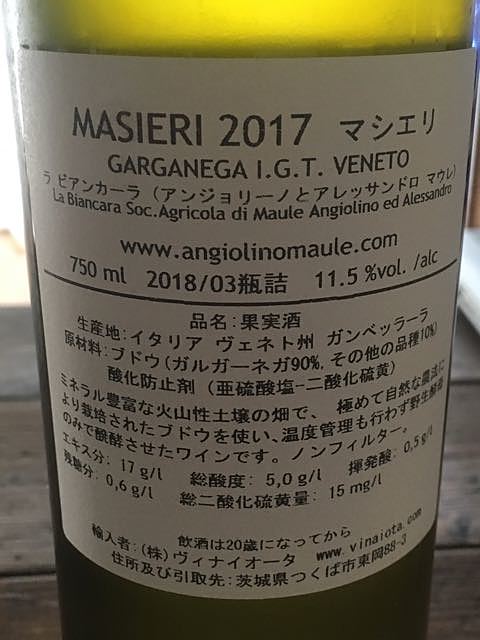 MASIERI 2017 マシエリ
GARGANEGA I.G.T. VENETO
ラ ビアンカーラ (アンジョリーノとアレッサンドロ マウレ)
La Biancara Soc.Agricola di Maule Angiolino ed Alessandro
www.angiolinomaule.com
750 ml 2018/03瓶詰 11.5 %vol. /alc
品名:果実酒
生産地:イタリア ヴェネト州 ガンベッラーラ
原材料:ブドウ(ガルガーネガ90%, その他の品種10%)
酸化防止剤 (亜硫酸塩-二酸化硫黄)
ミネラル豊富な火山性土壌の畑で、 極めて自然な農法に
より栽培されたブドウを使い、温度管理も行わず野生酵母
のみで醗酵させたワインです。ノンフィルター。
エキス分: 17 g/l 総酸度: 5,0 g/l 揮発酸: 0,5 g/l
残糖分: 0,6 g/l 総二酸化硫黄量: 15 mg/l
飲酒は20歳になってから
輸入者:(株)ヴィナイオータ www.vinaiota.com
住所及び引取先:茨城県つくば市東岡88-3